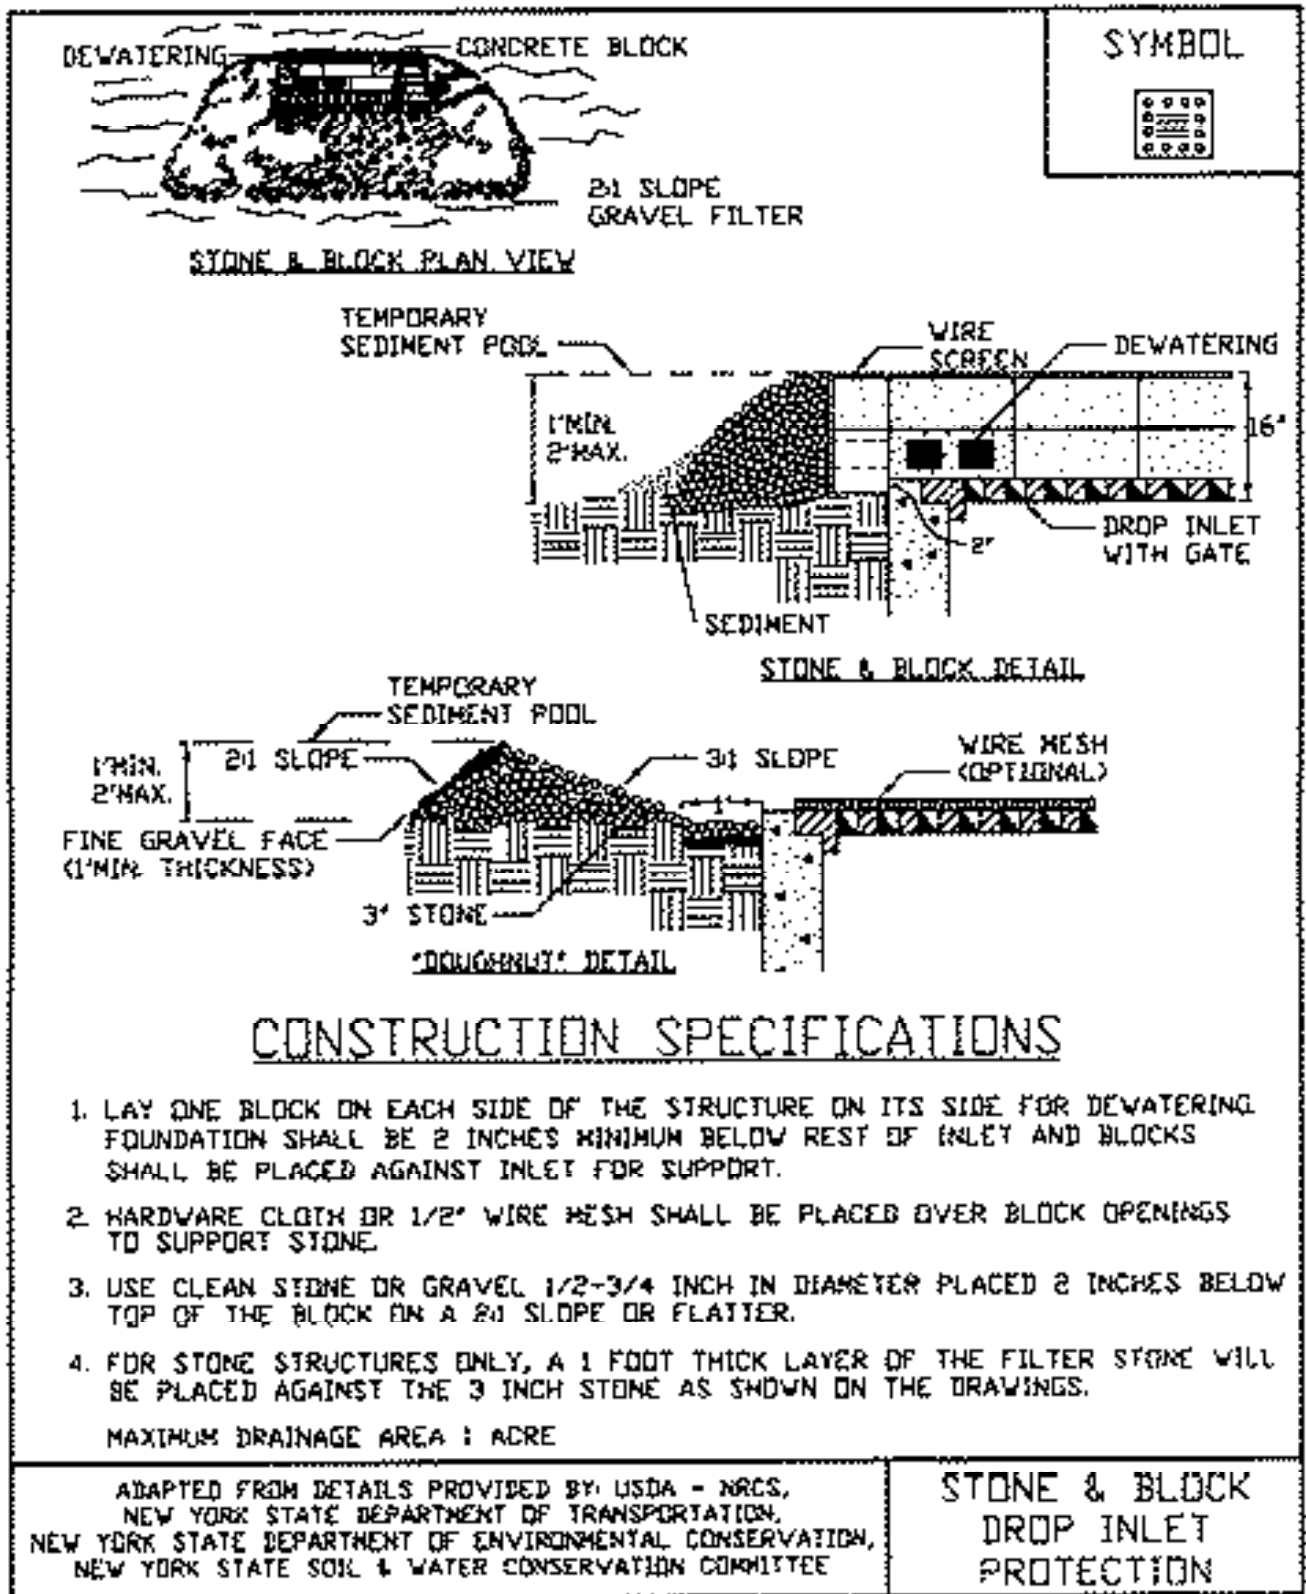 DEWATERING
CONCRETE BLOCK
SYMBOL
2:1 SLOPE
GRAVEL FILTER
STONE & BLOCK PLAN VIEW
TEMPORARY
SEDIMENT POOL
WIRE
SCREEN
DEWATERING
1'MIN.
2'MAX.
16"
DROP INLET
WITH GATE
2"
SEDIMENT
STONE & BLOCK DETAIL
TEMPORARY
SEDIMENT POOL
1'MIN.
2'MAX.
2:1 SLOPE
3:1 SLOPE
WIRE MESH
(OPTIONAL)
1'
FINE GRAVEL FACE
(1'MIN. THICKNESS)
3" STONE
"DOUGHNUT" DETAIL
CONSTRUCTION SPECIFICATIONS
1. LAY ONE BLOCK ON EACH SIDE OF THE STRUCTURE ON ITS SIDE FOR DEWATERING.
FOUNDATION SHALL BE 2 INCHES MINIMUM BELOW REST OF INLET AND BLOCKS
SHALL BE PLACED AGAINST INLET FOR SUPPORT.
2. HARDWARE CLOTH OR 1/2" WIRE MESH SHALL BE PLACED OVER BLOCK OPENINGS
TO SUPPORT STONE.
3. USE CLEAN STONE OR GRAVEL 1/2-3/4 INCH IN DIAMETER PLACED 2 INCHES BELOW
TOP OF THE BLOCK ON A 2:1 SLOPE OR FLATTER.
4. FOR STONE STRUCTURES ONLY, A 1 FOOT THICK LAYER OF THE FILTER STONE WILL
BE PLACED AGAINST THE 3 INCH STONE AS SHOWN ON THE DRAWINGS.
MAXIMUM DRAINAGE AREA 1 ACRE
ADAPTED FROM DETAILS PROVIDED BY: USDA - NRCS,
NEW YORK STATE DEPARTMENT OF TRANSPORTATION,
NEW YORK STATE DEPARTMENT OF ENVIRONMENTAL CONSERVATION,
NEW YORK STATE SOIL & WATER CONSERVATION COMMITTEE
STONE & BLOCK
DROP INLET
PROTECTION